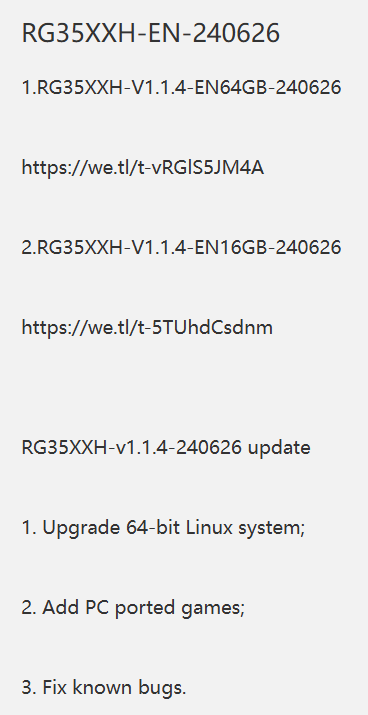 RG35XXH-EN-240626
1.RG35XXH-V1.1.4-EN64GB-240626
https://we.tl/t-vRGlS5JM4A
2.RG35XXH-V1.1.4-EN16GB-240626
https://we.tl/t-5TUhdCsdnm
RG35XXH-v1.1.4-240626 update
1. Upgrade 64-bit Linux system;
2. Add PC ported games;
3. Fix known bugs.